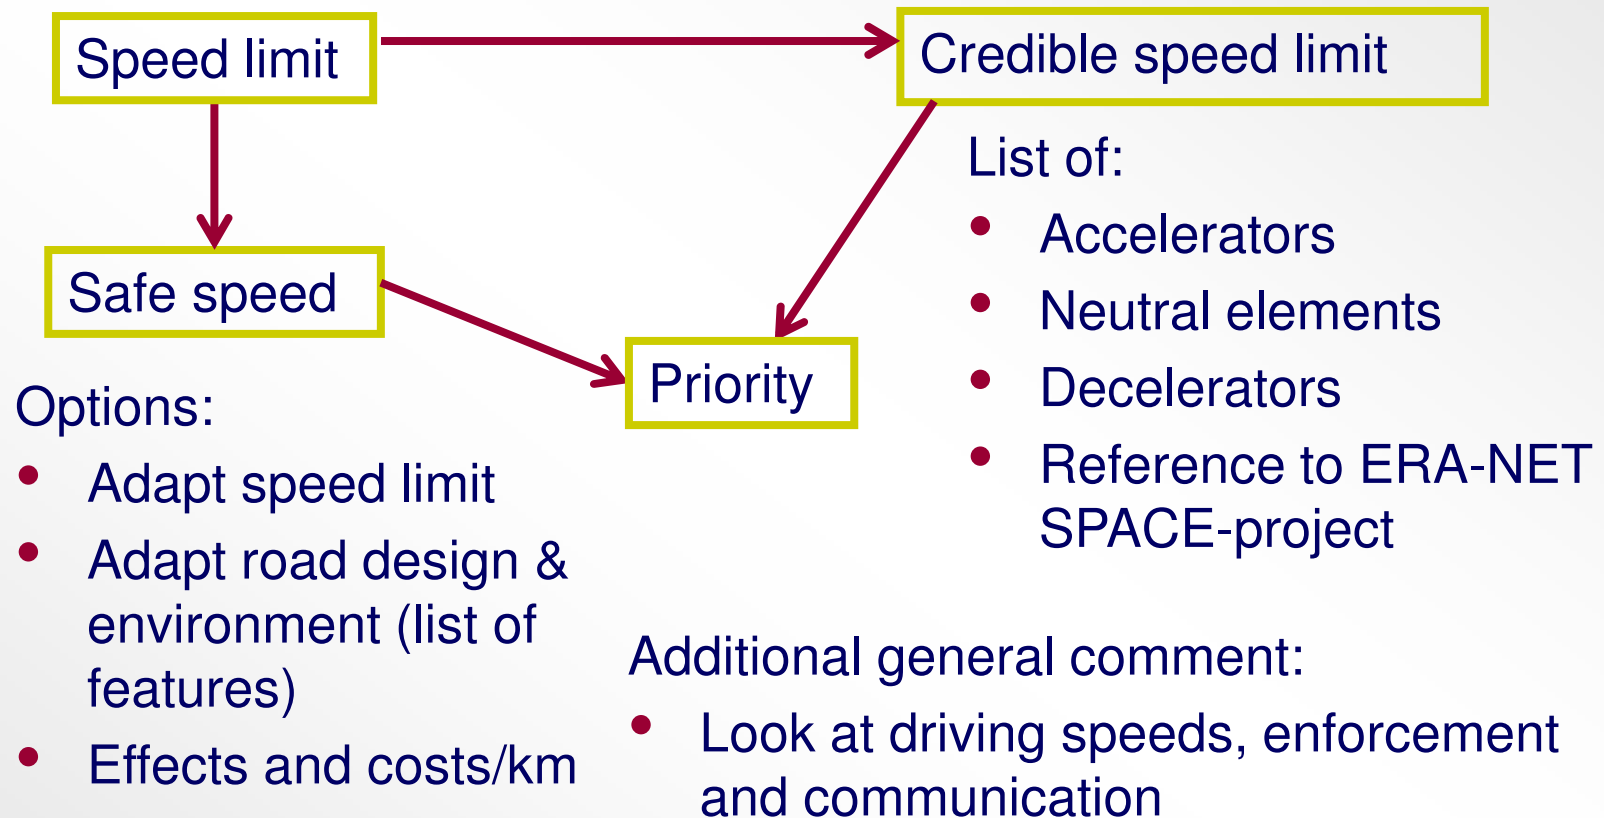 Speed limit
Credible speed limit
Safe speed
Priority
List of:
• Accelerators
• Neutral elements
• Decelerators
• Reference to ERA-NET
SPACE-project
Options:
• Adapt speed limit
• Adapt road design &
environment (list of
features)
• Effects and costs/km
Additional general comment:
• Look at driving speeds, enforcement
and communication